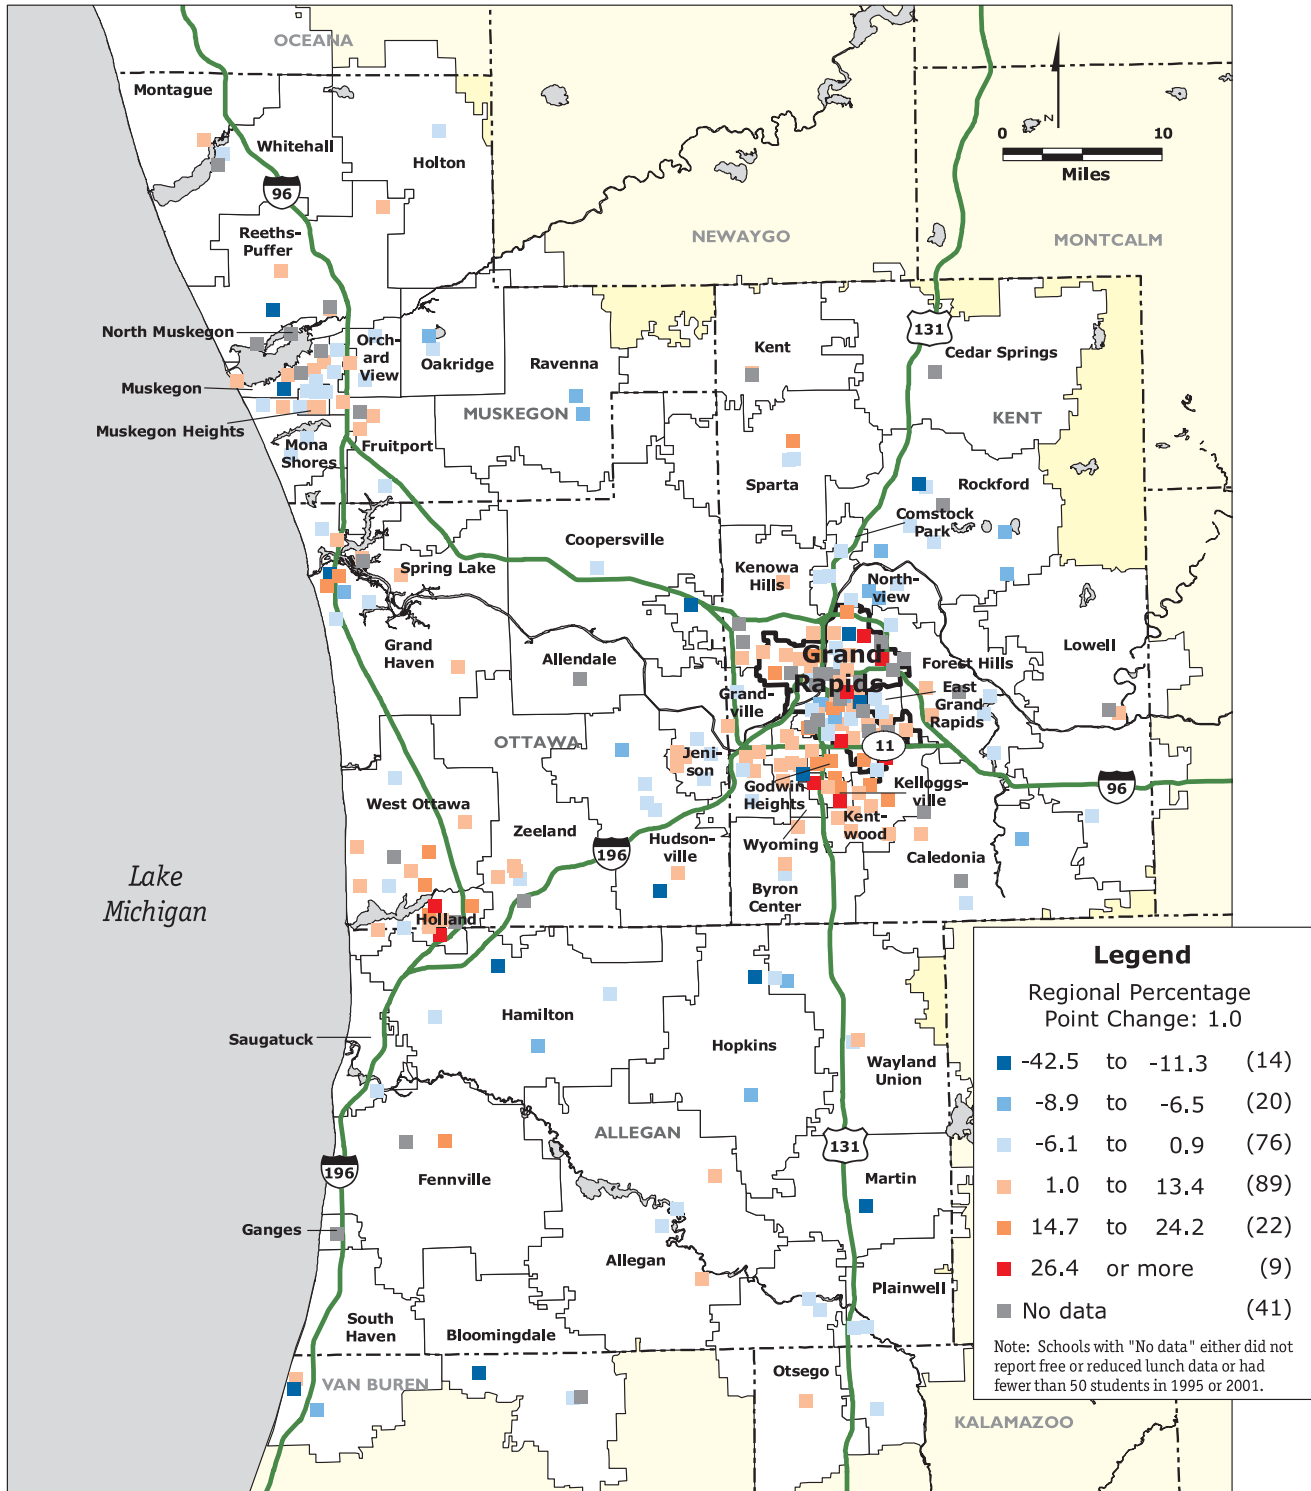 OCEANA
Montague
Whitehall
Holton
96
Reeths-
Puffer
NEWAYGO
MONTCALM
N
0 10
Miles
North Muskegon
Orch-
ard
View
Oakridge
Ravenna
Kent
131
Cedar Springs
Muskegon
MUSKEGON
KENT
Muskegon Heights
Mona
Shores
Fruitport
Sparta
Rockford
Comstock
Park
Coopersville
Spring Lake
Kenowa
Hills
North-
view
Grand
Haven
Allendale
Grand
Rapids
Forest Hills
Lowell
Grand-
ville
East
Grand
Rapids
OTTAWA
Jeni-
son
11
Godwin
Heights
Kelloggs-
ville
96
West Ottawa
Zeeland
196
Hudson-
ville
Wyoming
Kent-
wood
Caledonia
Byron
Center
Lake
Michigan
Holland
Hamilton
Saugatuck
Hopkins
Wayland
Union
ALLEGAN
131
196
Fennville
Martin
Ganges
Allegan
Plainwell
South
Haven
Bloomingdale
VAN BUREN
Otsego
KALAMAZOO
Legend
Regional Percentage
Point Change: 1.0
-42.5 to -11.3 (14)
-8.9 to -6.5 (20)
-6.1 to 0.9 (76)
1.0 to 13.4 (89)
14.7 to 24.2 (22)
26.4 or more (9)
No data (41)
Note: Schools with "No data" either did not
report free or reduced lunch data or had
fewer than 50 students in 1995 or 2001.